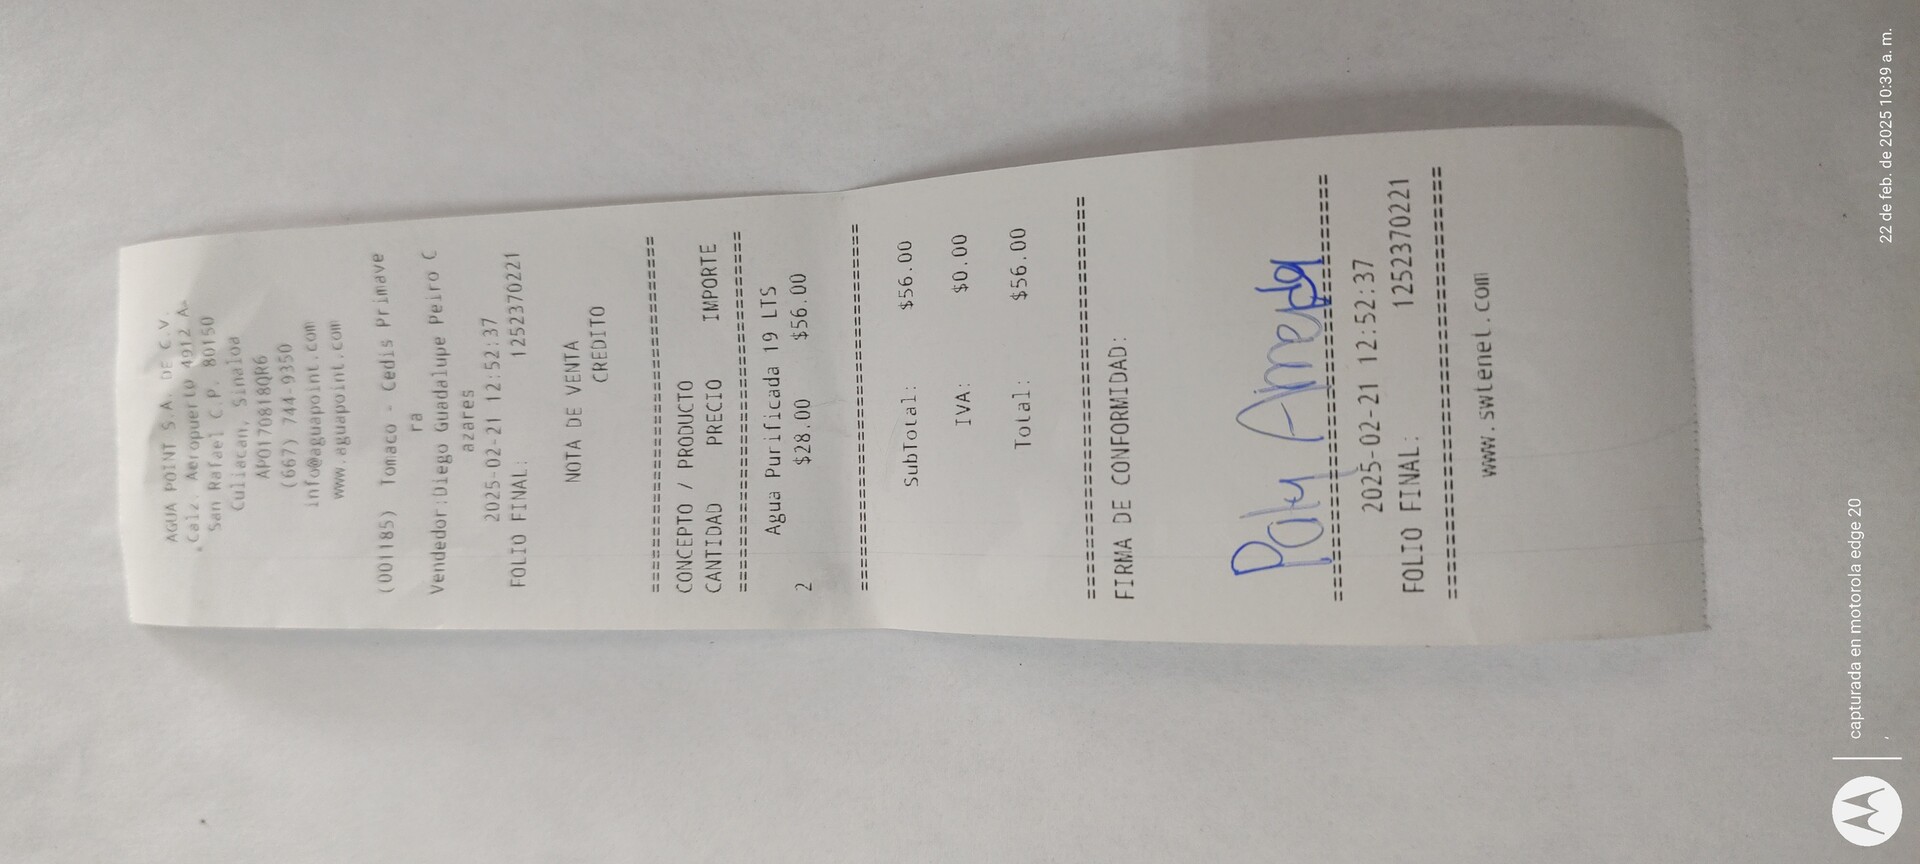 AGUA POINT S.A. DE C.V.
Calz. Aeropuerto 4912 A.
San Rafael C.P. 80150
Culiacan, Sinaloa
APO170818QR6
(667) 744-9350
info@aguapoint.com
www.aguapoint.com
(001185) Tomaco - Cedis Primave
ra
Vendedor:Diego Guadalupe Peiro C
azares
2025-02-21 12:52:37
FOLIO FINAL: 1252370221
NOTA DE VENTA
CREDITO
================================
CONCEPTO / PRODUCTO
CANTIDAD PRECIO IMPORTE
================================
Agua Purificada 19 LTS
2 $28.00 $56.00
================================
SubTotal: $56.00
IVA: $0.00
Total: $56.00
================================
FIRMA DE CONFORMIDAD:
Paty
================================
2025-02-21 12:52:37
FOLIO FINAL: 1252370221
================================
www.swtenet.com
capturada en motorola edge 20
22 de feb. de 2025 10:39 a. m.